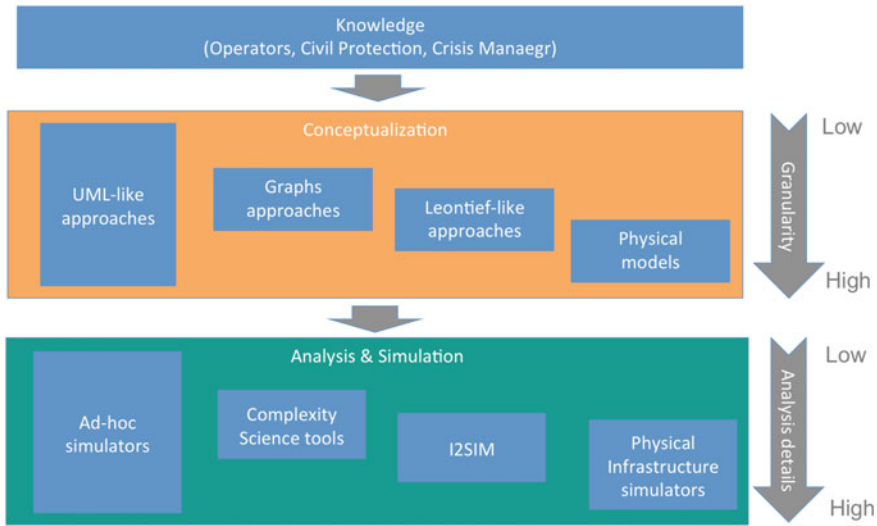 Knowledge
(Operators, Civil Protection, Crisis Manaegr)
Conceptualization
UML-like
approaches
Graphs
approaches
Leontief-like
approaches
Physical
models
Low
Granularity
High
Analysis & Simulation
Ad-hoc
simulators
Complexity
Science tools
I2SIM
Physical
Infrastructure
simulators
Low
Analysis details
High